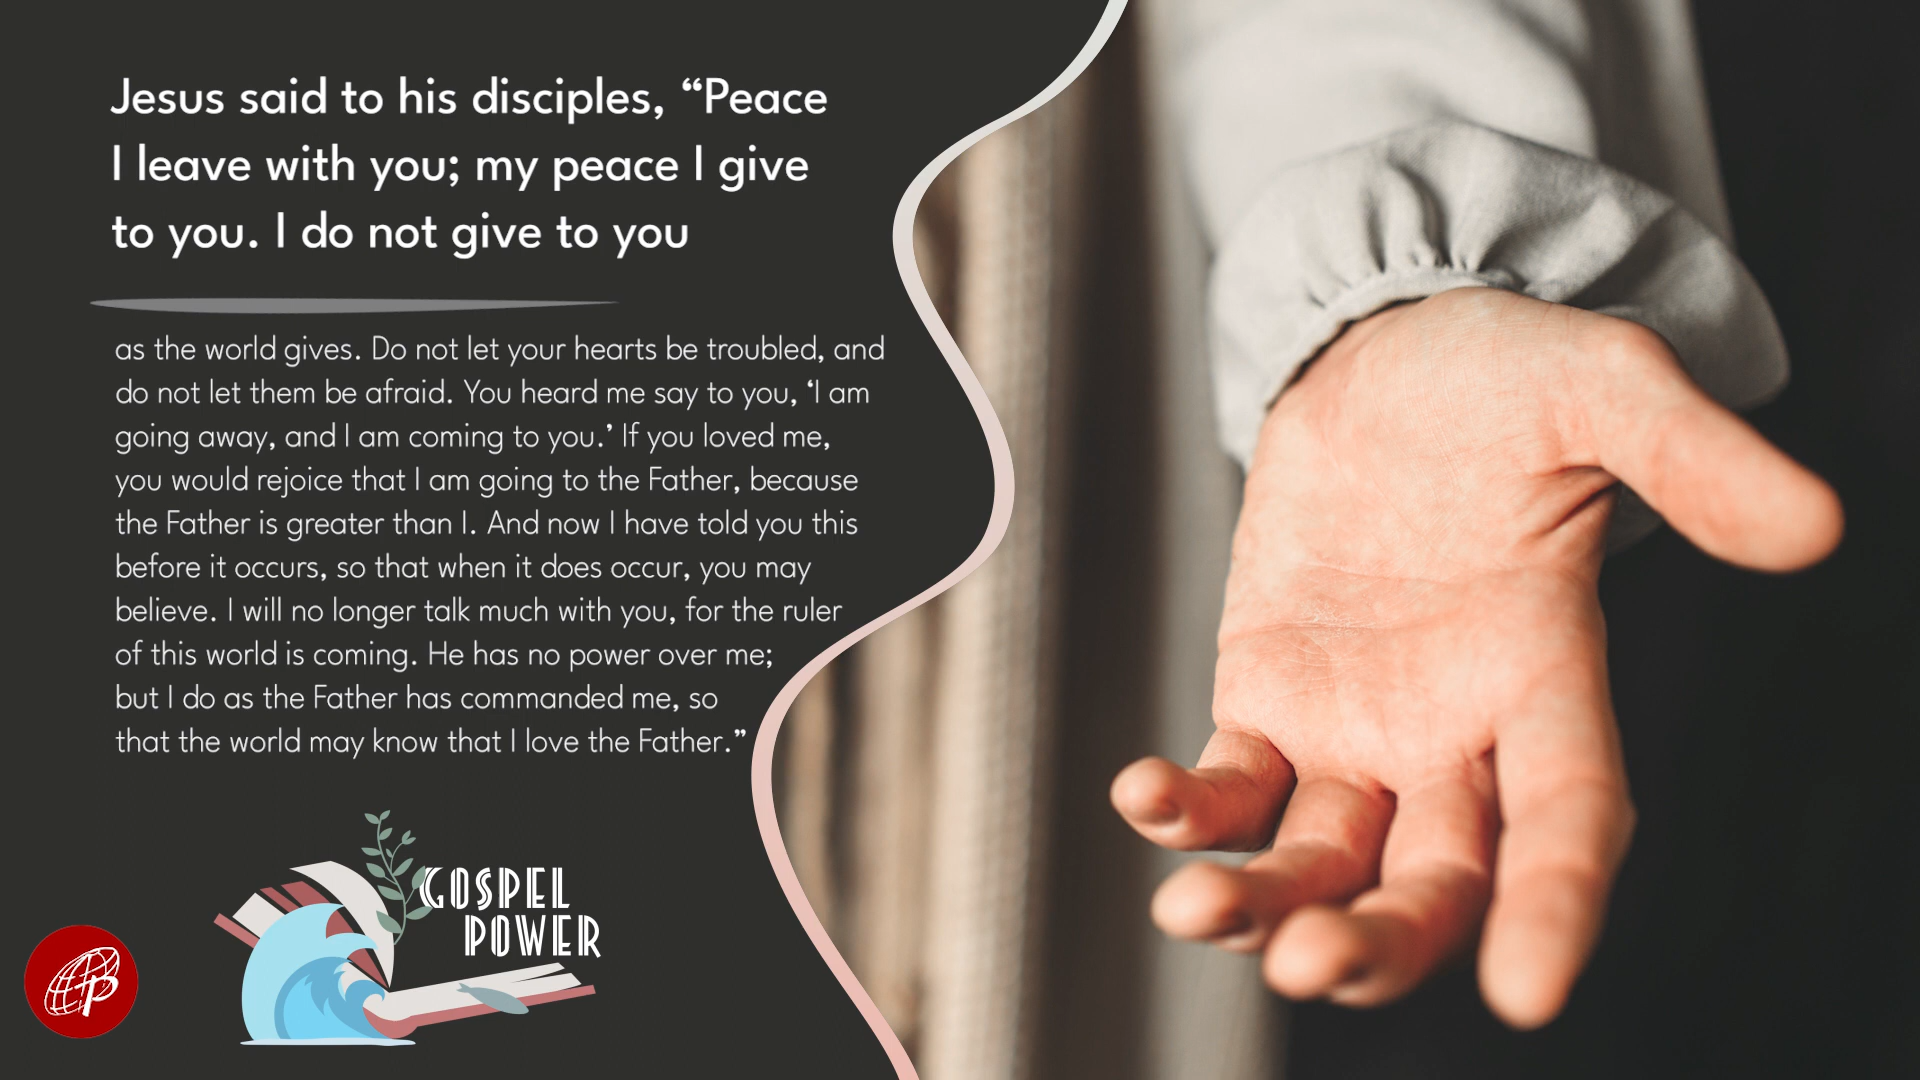 Jesus said to his disciples, “Peace
I leave with you; my peace I give
to you. I do not give to you
as the world gives. Do not let your hearts be troubled, and
do not let them be afraid. You heard me say to you, ‘I am
going away, and I am coming to you.’ If you loved me,
you would rejoice that I am going to the Father, because
the Father is greater than I. And now I have told you this
before it occurs, so that when it does occur, you may
believe. I will no longer talk much with you, for the ruler
of this world is coming. He has no power over me;
but I do as the Father has commanded me, so
that the world may know that I love the Father.”
GOSPEL
POWER